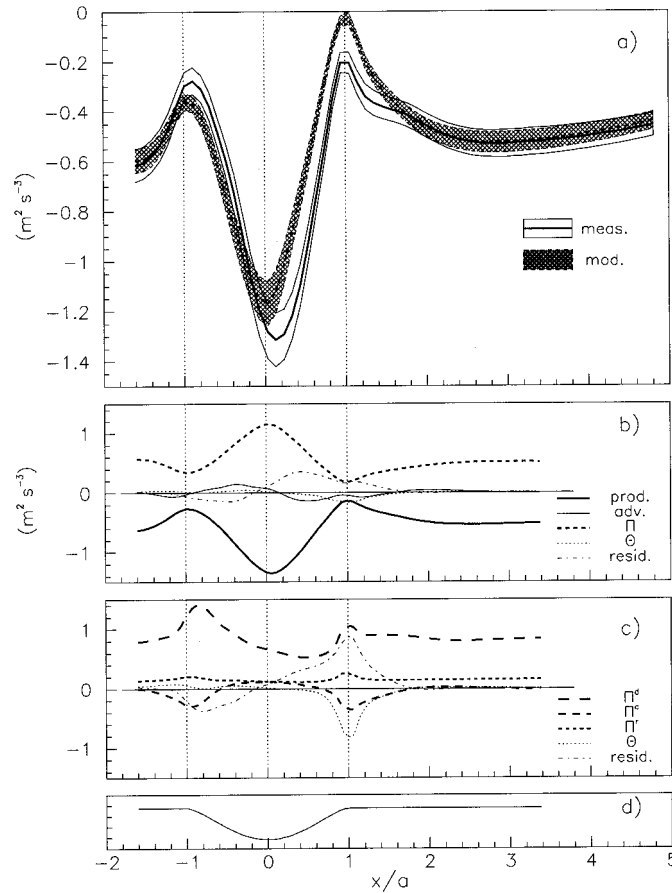 0
−0.2
−0.4
−0.6
−0.8
−1
−1.2
−1.4
(m² s⁻³)
a)
meas.
mod.
1
0
−1
(m² s⁻³)
b)
prod.
adv.
Π
Θ
resid.
1
0
−1
c)
Πᵈ
Πᶜ
Πʳ
Θ
resid.
d)
−2 −1 0 1 2 3 4 5
x/a